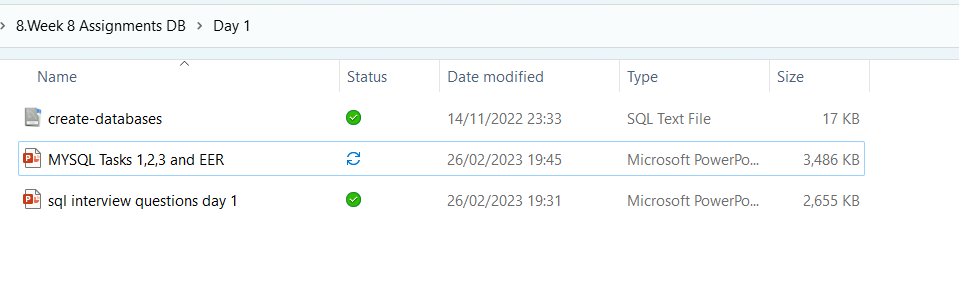 8.Week 8 Assignments DB > Day 1
Name Status Date modified Type Size
create-databases 14/11/2022 23:33 SQL Text File 17 KB
MYSQL Tasks 1,2,3 and EER 26/02/2023 19:45 Microsoft PowerPo... 3,486 KB
sql interview questions day 1 26/02/2023 19:31 Microsoft PowerPo... 2,655 KB